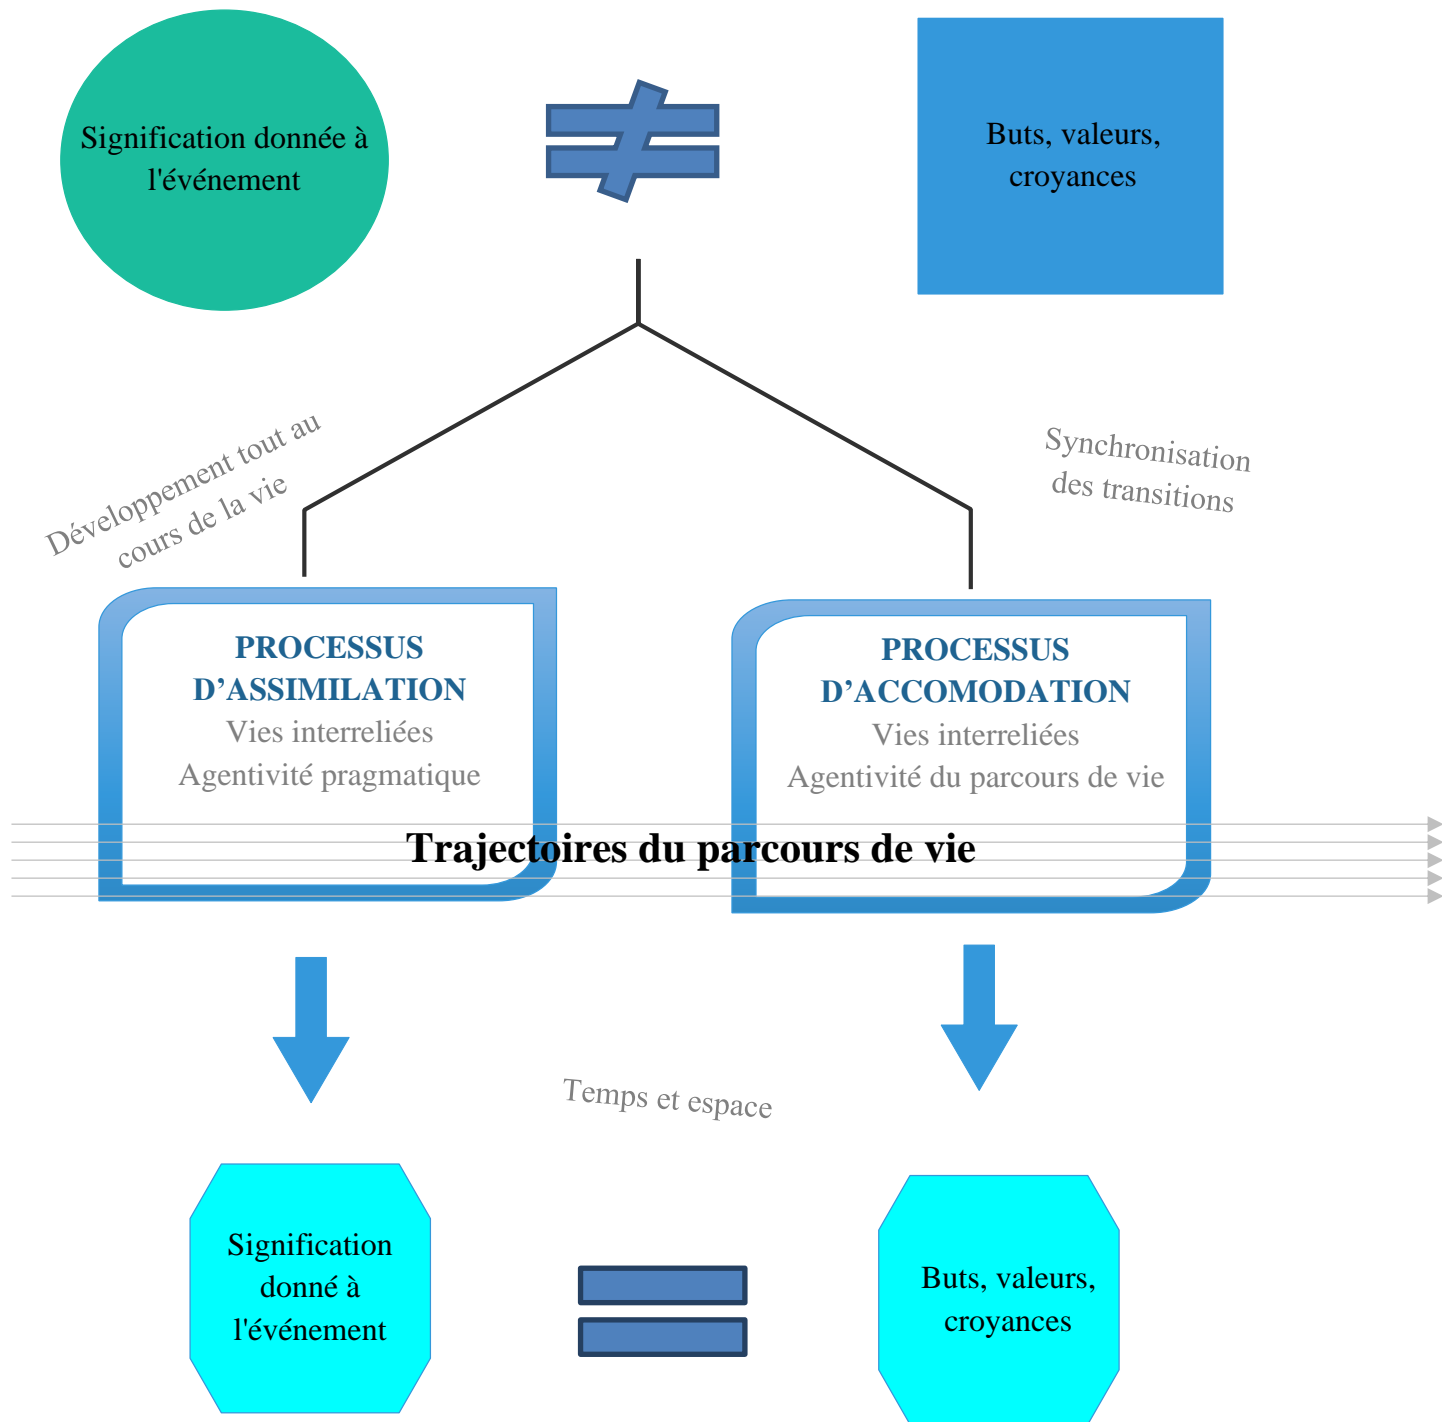 Signification donnée à
l'événement
Buts, valeurs,
croyances
Développement tout au
cours de la vie
Synchronisation
des transitions
PROCESSUS
D’ASSIMILATION
Vies interreliées
Agentivité pragmatique
PROCESSUS
D’ACCOMODATION
Vies interreliées
Agentivité du parcours de vie
Trajectoires du parcours de vie
Temps et espace
Signification
donné à
l'événement
Buts, valeurs,
croyances